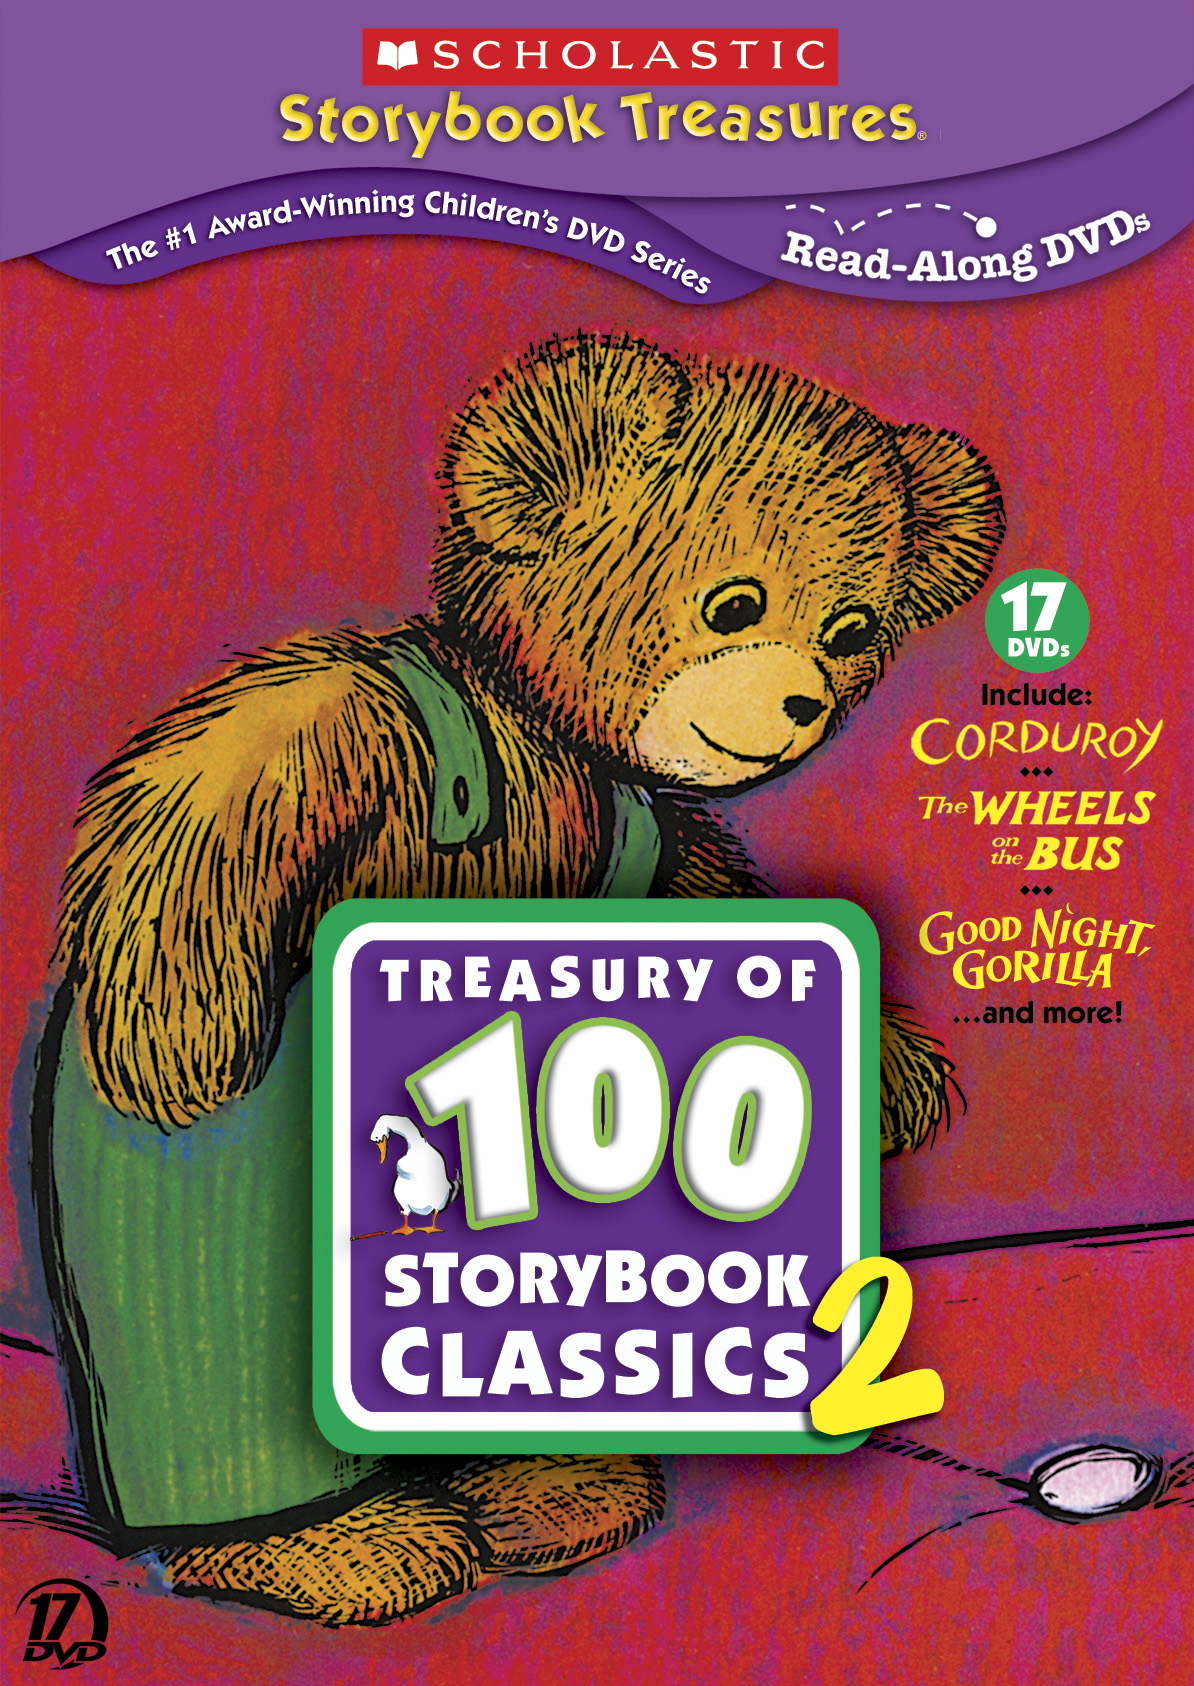 SCHOLASTIC
Storybook Treasures®
The #1 Award-Winning Children's DVD Series
Read-Along DVDs
17
DVDs
Include:
CORDUROY
The WHEELS
on
the BUS
GOOD NIGHT,
GORILLA
...and more!
TREASURY OF
100
STORYBOOK
CLASSICS 2
17
DVD